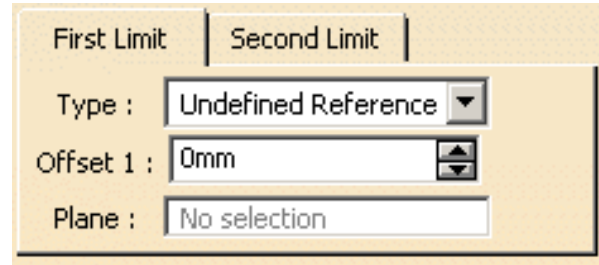 First Limit Second Limit
Type : Undefined Reference
Offset 1 : 0mm
Plane : No selection